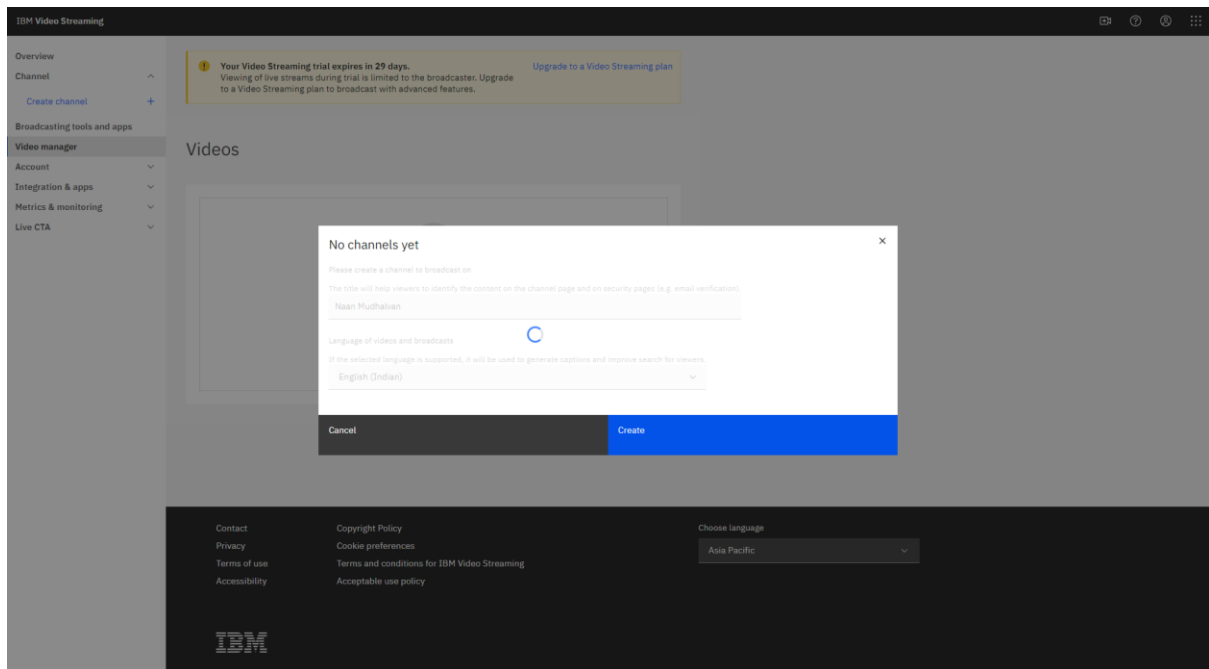 IBM Video Streaming
Overview
Channel
Create channel +
Broadcasting tools and apps
Video manager
Account
Integration & apps
Metrics & monitoring
Live CTA
Your Video Streaming trial expires in 29 days.
Viewing of live streams during trial is limited to the broadcaster. Upgrade
to a Video Streaming plan to broadcast with advanced features.
Upgrade to a Video Streaming plan
Videos
No channels yet
Please create a channel to broadcast on
The title will help viewers to identify the content on the channel page and on security pages (e.g. email verification).
Naan Mudhalvan
Language of videos and broadcasts
If the selected language is supported, it will be used to generate captions and improve search for viewers.
English (Indian)
Cancel
Create
Contact
Privacy
Terms of use
Accessibility
Copyright Policy
Cookie preferences
Terms and conditions for IBM Video Streaming
Acceptable use policy
Choose language
Asia Pacific
IBM